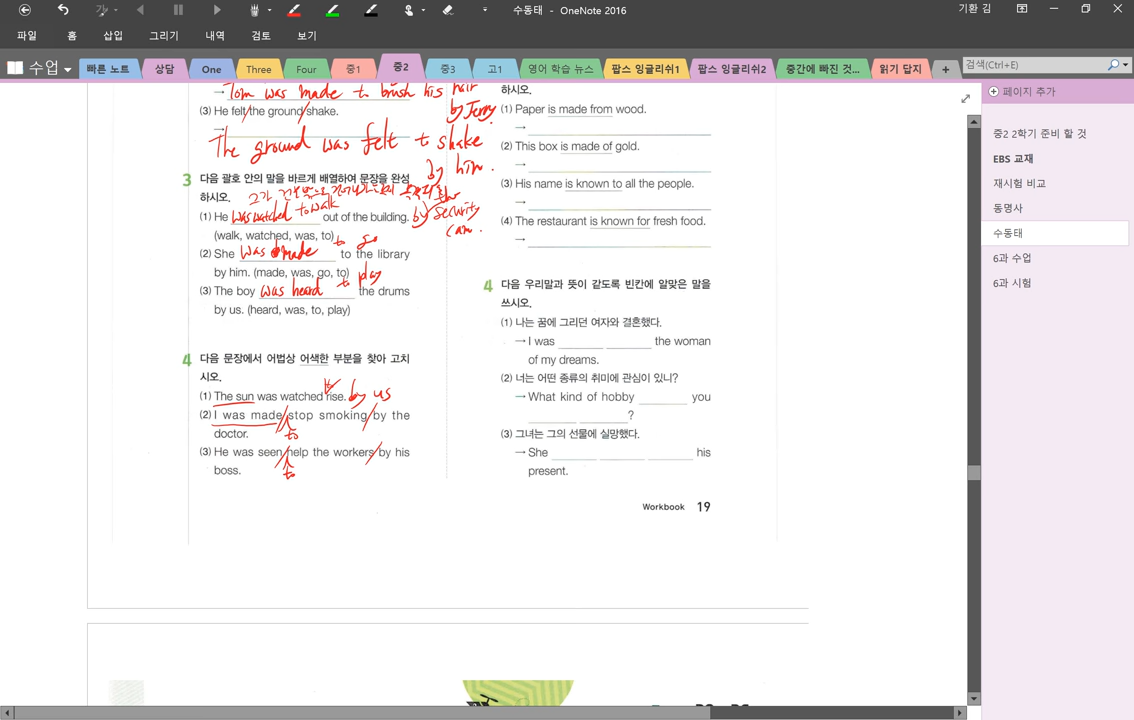 수동태 - OneNote 2016
기환 김
파일 홈 삽입 그리기 내역 검토 보기
수업 빠른 노트 상담 One Three Four 중1 중2 중3 고1 영어 학습 뉴스 팝스 잉글리쉬1 팝스 잉글리쉬2 중간에 빠진 것... 읽기 답지 + 검색(Ctrl+E)
→ Tom was made to brush his hair
by Jerry.
(3) He felt/the ground/shake.
→
The ground was felt to shake
by him.
3 다음 괄호 안의 말을 바르게 배열하여 문장을 완성
하시오.
(1) He was watched to walk out of the building. by security
(walk, watched, was, to)
(2) She was made to go to the library
by him. (made, was, go, to)
(3) The boy was heard to play the drums
by us. (heard, was, to, play)
4 다음 문장에서 어법상 어색한 부분을 찾아 고치
시오.
(1) The sun was watched to rise. by us
(2) I was made/stop smoking/by the
to
doctor.
(3) He was seen/help the workers/by his
to
boss.
하시오.
(1) Paper is made from wood.
→
(2) This box is made of gold.
→
(3) His name is known to all the people.
→
(4) The restaurant is known for fresh food.
→
4 다음 우리말과 뜻이 같도록 빈칸에 알맞은 말을
쓰시오.
(1) 나는 꿈에 그리던 여자와 결혼했다.
→ I was the woman
of my dreams.
(2) 너는 어떤 종류의 취미에 관심이 있니?
→ What kind of hobby you
?
(3) 그녀는 그의 선물에 실망했다.
→ She his
present.
Workbook 19
페이지 추가
중2 2학기 준비 할 것
EBS 교재
재시험 비교
동명사
수동태
6과 수업
6과 시험